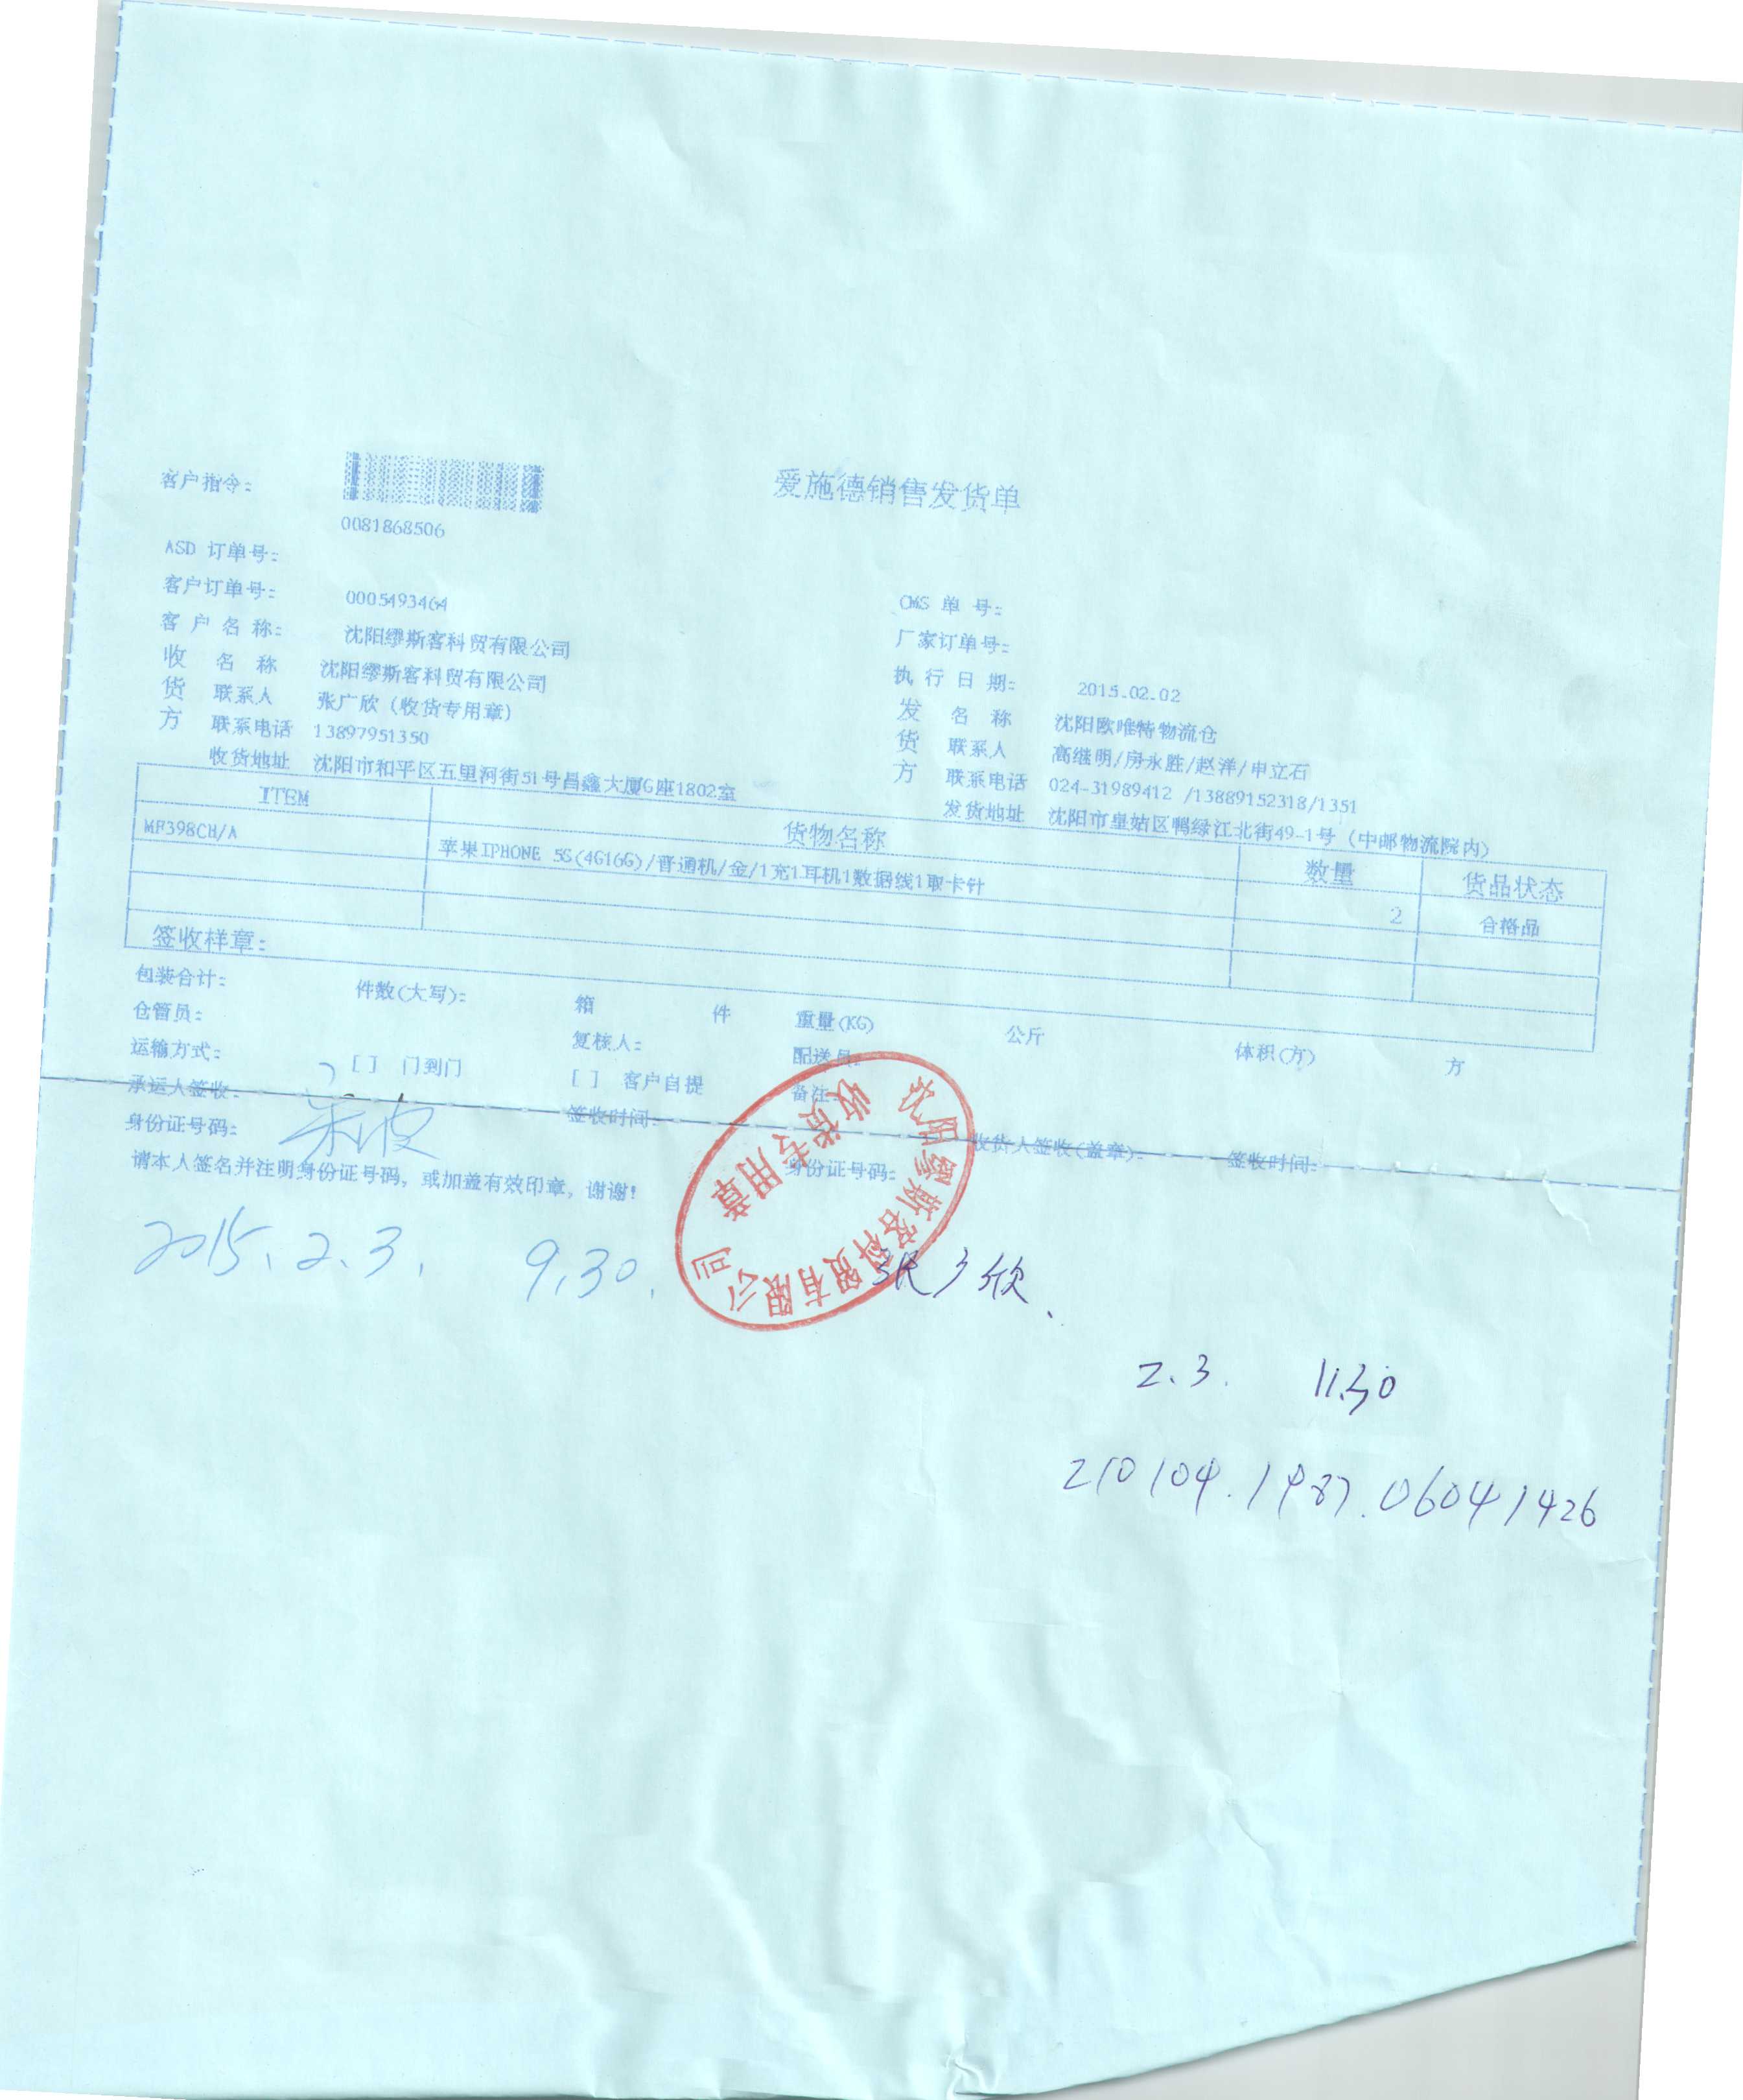 爱施德销售发货单
客户指令:
0081868506
ASD 订单号:
客户订单号: 0005493464 CMS 单 号:
客 户 名 称: 沈阳缪斯客科贸有限公司 厂家订单号:
收货方 名 称 沈阳缪斯客科贸有限公司 执 行 日 期: 2015.02.02
联系人 张广欣 (收货专用章) 发货方 名 称 沈阳欧唯特物流仓
联系电话 13897951350 联系人 高继明/房永胜/赵洋/申立石
收货地址 沈阳市和平区五里河街51号昌鑫大厦G座1802室 联系电话 024-31989412 /13889152318/1351
发货地址 沈阳市皇姑区鸭绿江北街49-1号 (中邮物流院内)
ITEM 货物名称 数量 货品状态
MF398CH/A 苹果IPHONE 5S(4G16G)/普通机/金/1充1耳机1数据线1取卡针 2 合格品
签收样章:
包装合计: 件数(大写): 箱 件 重量(KG) 公斤 体积(方) 方
仓管员: 复核人: 配送员:
运输方式: [ ] 门到门 [ ] 客户自提 备注:
承运人签收: 签收时间: 收货人签收(盖章): 签收时间:
身份证号码: 身份证号码:
请本人签名并注明身份证号码, 或加盖有效印章, 谢谢!
沈阳缪斯客科贸有限公司
收货专用章
2015.2.3. 9.30.
张广欣、
2.3. 11.30
210104.1987.06041426